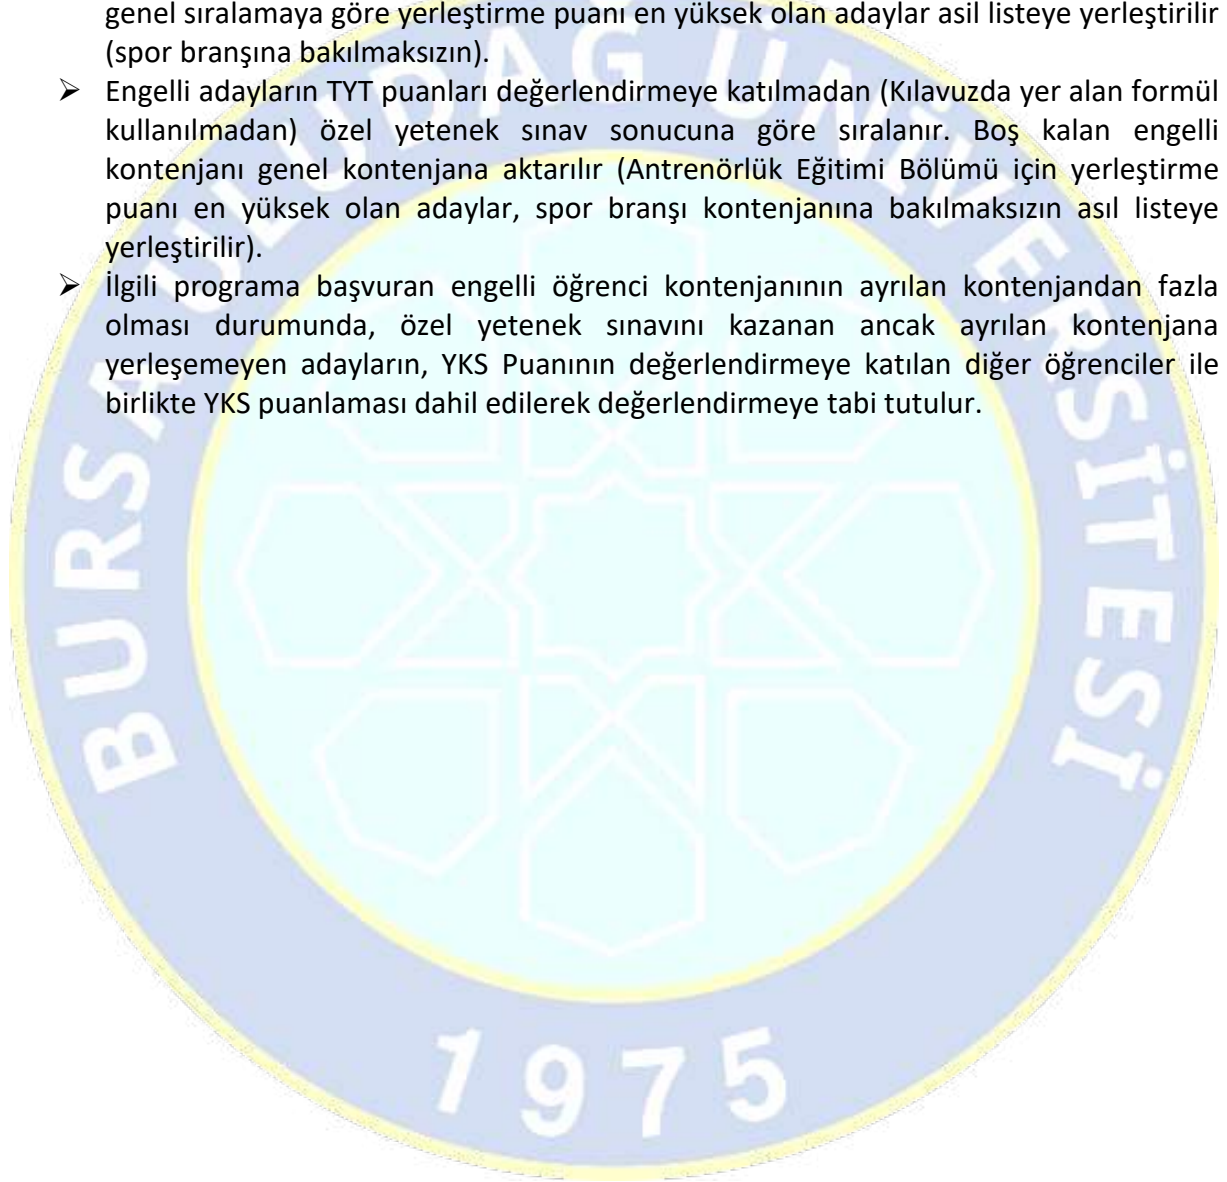 genel sıralamaya göre yerleştirme puanı en yüksek olan adaylar asil listeye yerleştirilir
(spor branşına bakılmaksızın).
➢ Engelli adayların TYT puanları değerlendirmeye katılmadan (Kılavuzda yer alan formül
kullanılmadan) özel yetenek sınav sonucuna göre sıralanır. Boş kalan engelli
kontenjanı genel kontenjana aktarılır (Antrenörlük Eğitimi Bölümü için yerleştirme
puanı en yüksek olan adaylar, spor branşı kontenjanına bakılmaksızın asıl listeye
yerleştirilir).
➢ İlgili programa başvuran engelli öğrenci kontenjanının ayrılan kontenjandan fazla
olması durumunda, özel yetenek sınavını kazanan ancak ayrılan kontenjana
yerleşemeyen adayların, YKS Puanının değerlendirmeye katılan diğer öğrenciler ile
birlikte YKS puanlaması dahil edilerek değerlendirmeye tabi tutulur.
BURSA ULUDAĞ ÜNİVERSİTESİ
1975